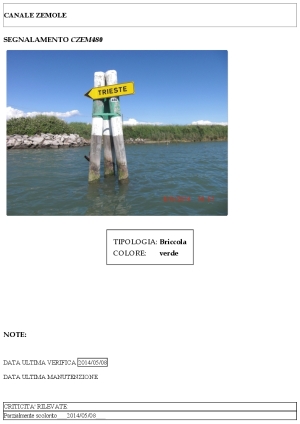 CANALE ZEMOLE
SEGNALAMENTO CZEM480
TRIESTE
TIPOLOGIA: Briccola
COLORE: verde
NOTE:
DATA ULTIMA VERIFICA 2014/05/08
DATA ULTIMA MANUTENZIONE
CRITICITA' RILEVATE
Parzialmente scolorito 2014/05/08